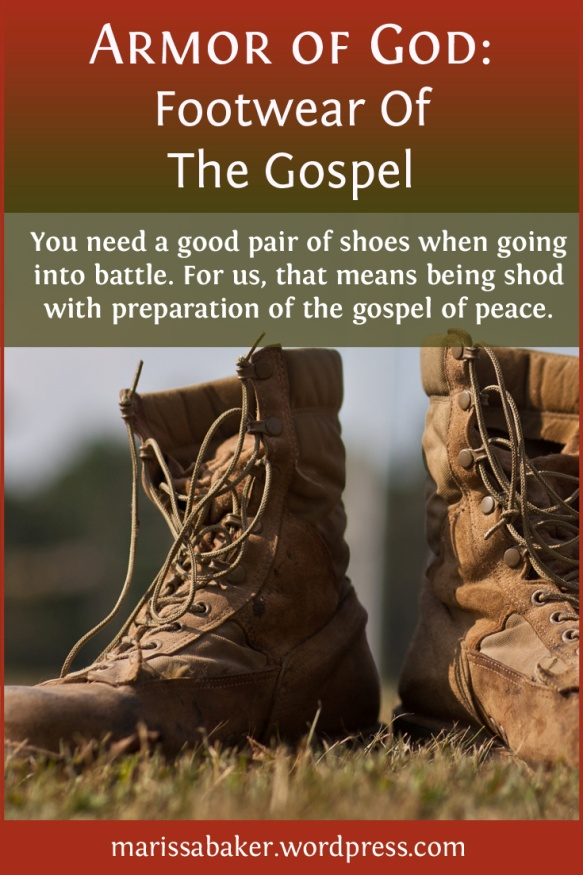 Armor of God:
Footwear Of
The Gospel
You need a good pair of shoes when going
into battle. For us, that means being shod
with preparation of the gospel of peace.
marissabaker.wordpress.com